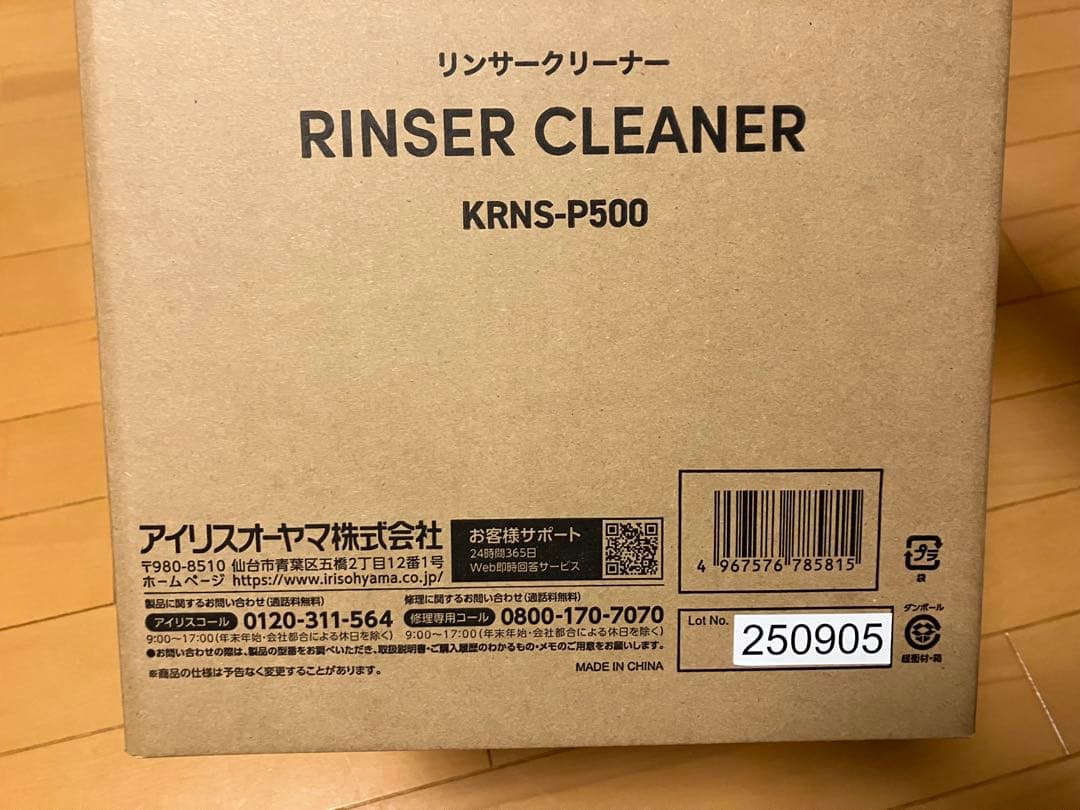 リンサークリーナー
RINSER CLEANER
KRNS-P500
アイリスオーヤマ株式会社
〒980-8510 仙台市青葉区五橋2丁目12番1号
ホームページ https://www.irisohyama.co.jp/
お客様サポート
24時間365日
Web即時回答サービス
製品に関するお問い合わせ(通話料無料)
アイリスコール 0120-311-564
9:00～17:00(年末年始・会社都合による休日を除く)
修理に関するお問い合わせ(通話料無料)
修理専用コール 0800-170-7070
9:00～17:00(年末年始・会社都合による休日を除く)
●お問い合わせの際は、製品の型番をお調べいただき、取扱説明書・ご購入履歴のわかるもの・メモのご用意をお願いします。
※商品の仕様は予告なく変更することがあります。
MADE IN CHINA
4 967576 785815
Lot No. 250905
プラ
袋
ダンボール
緩衝材・箱